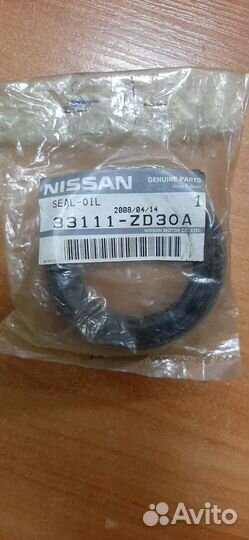 NISSAN GENUINE PARTS
SEAL-OIL 1
2008/04/14
33111-ZD30A
NISSAN MOTOR CO.,LTD.
Avito